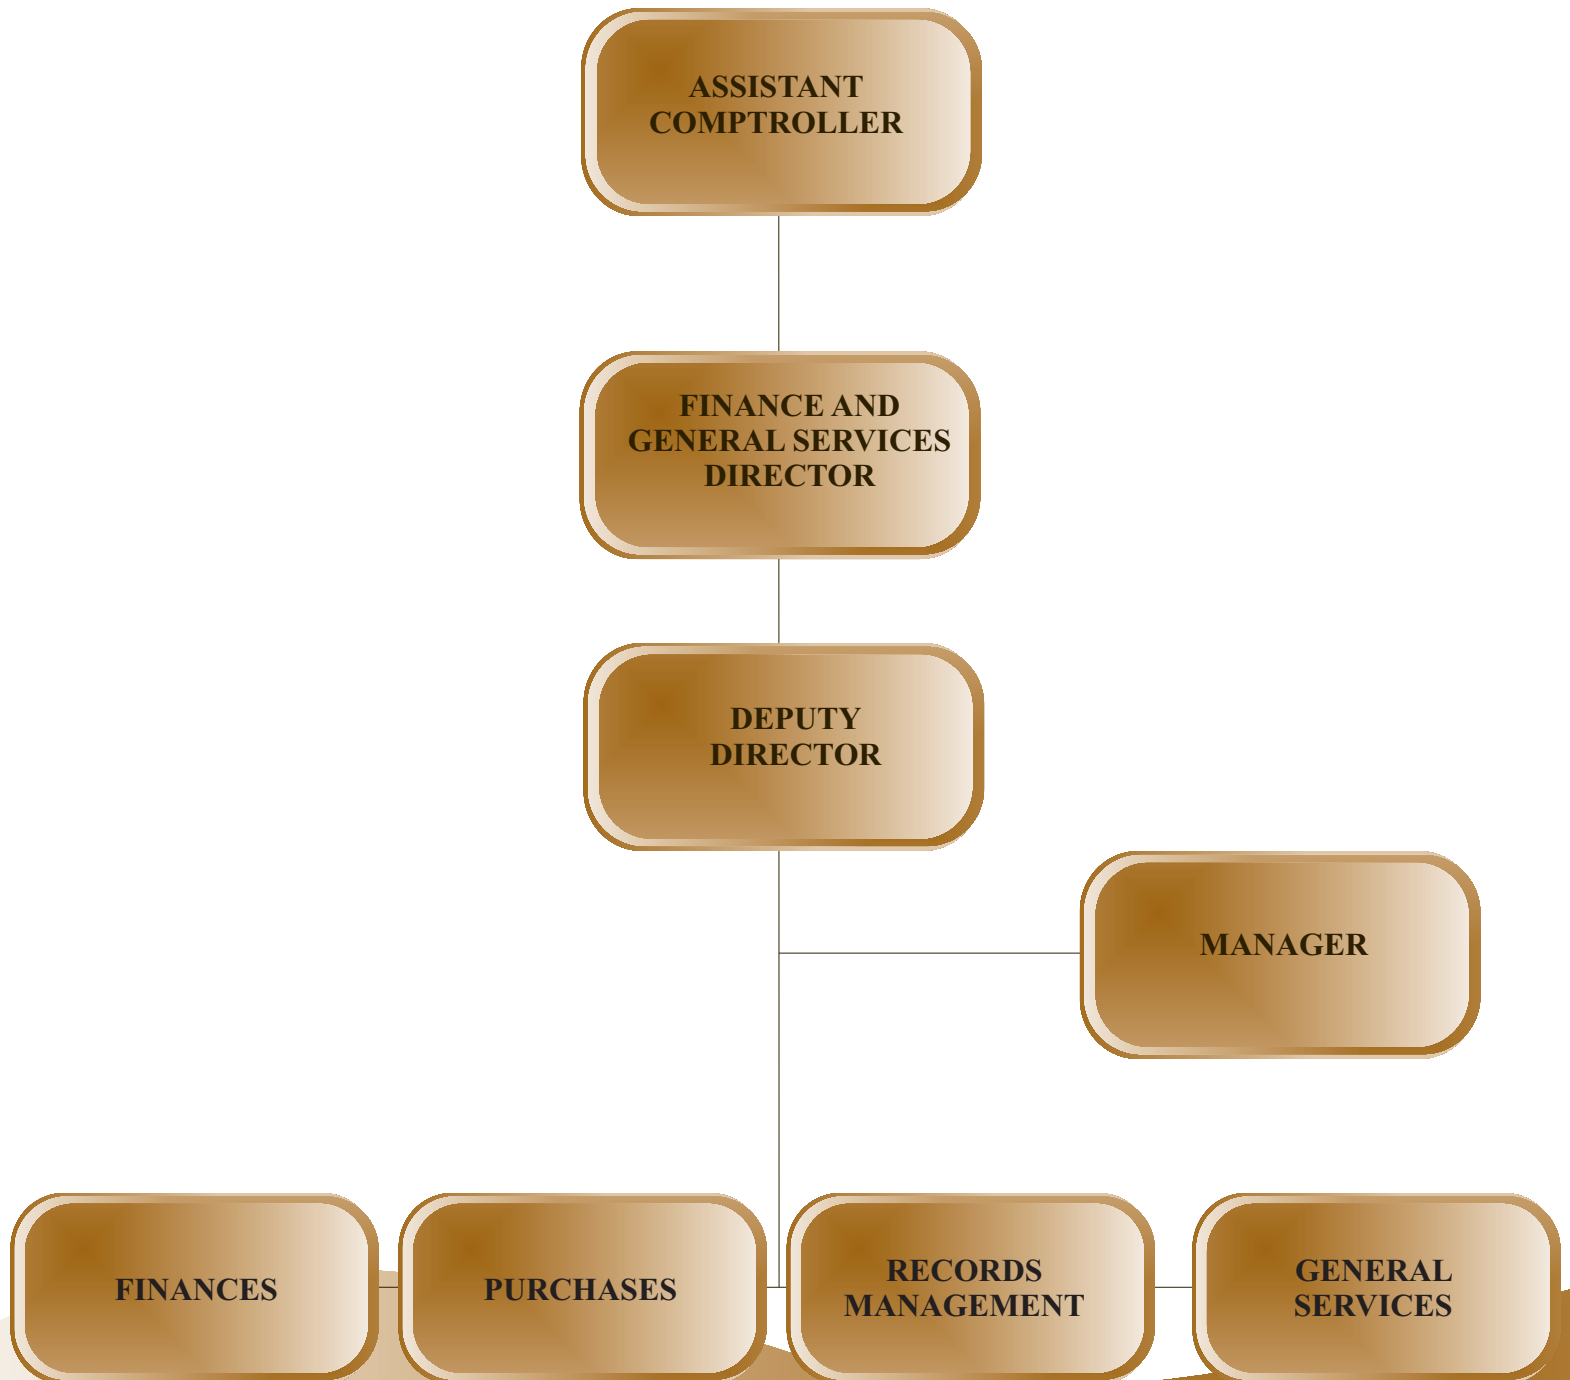 ASSISTANT
COMPTROLLER
FINANCE AND
GENERAL SERVICES
DIRECTOR
DEPUTY
DIRECTOR
MANAGER
FINANCES
PURCHASES
RECORDS
MANAGEMENT
GENERAL
SERVICES